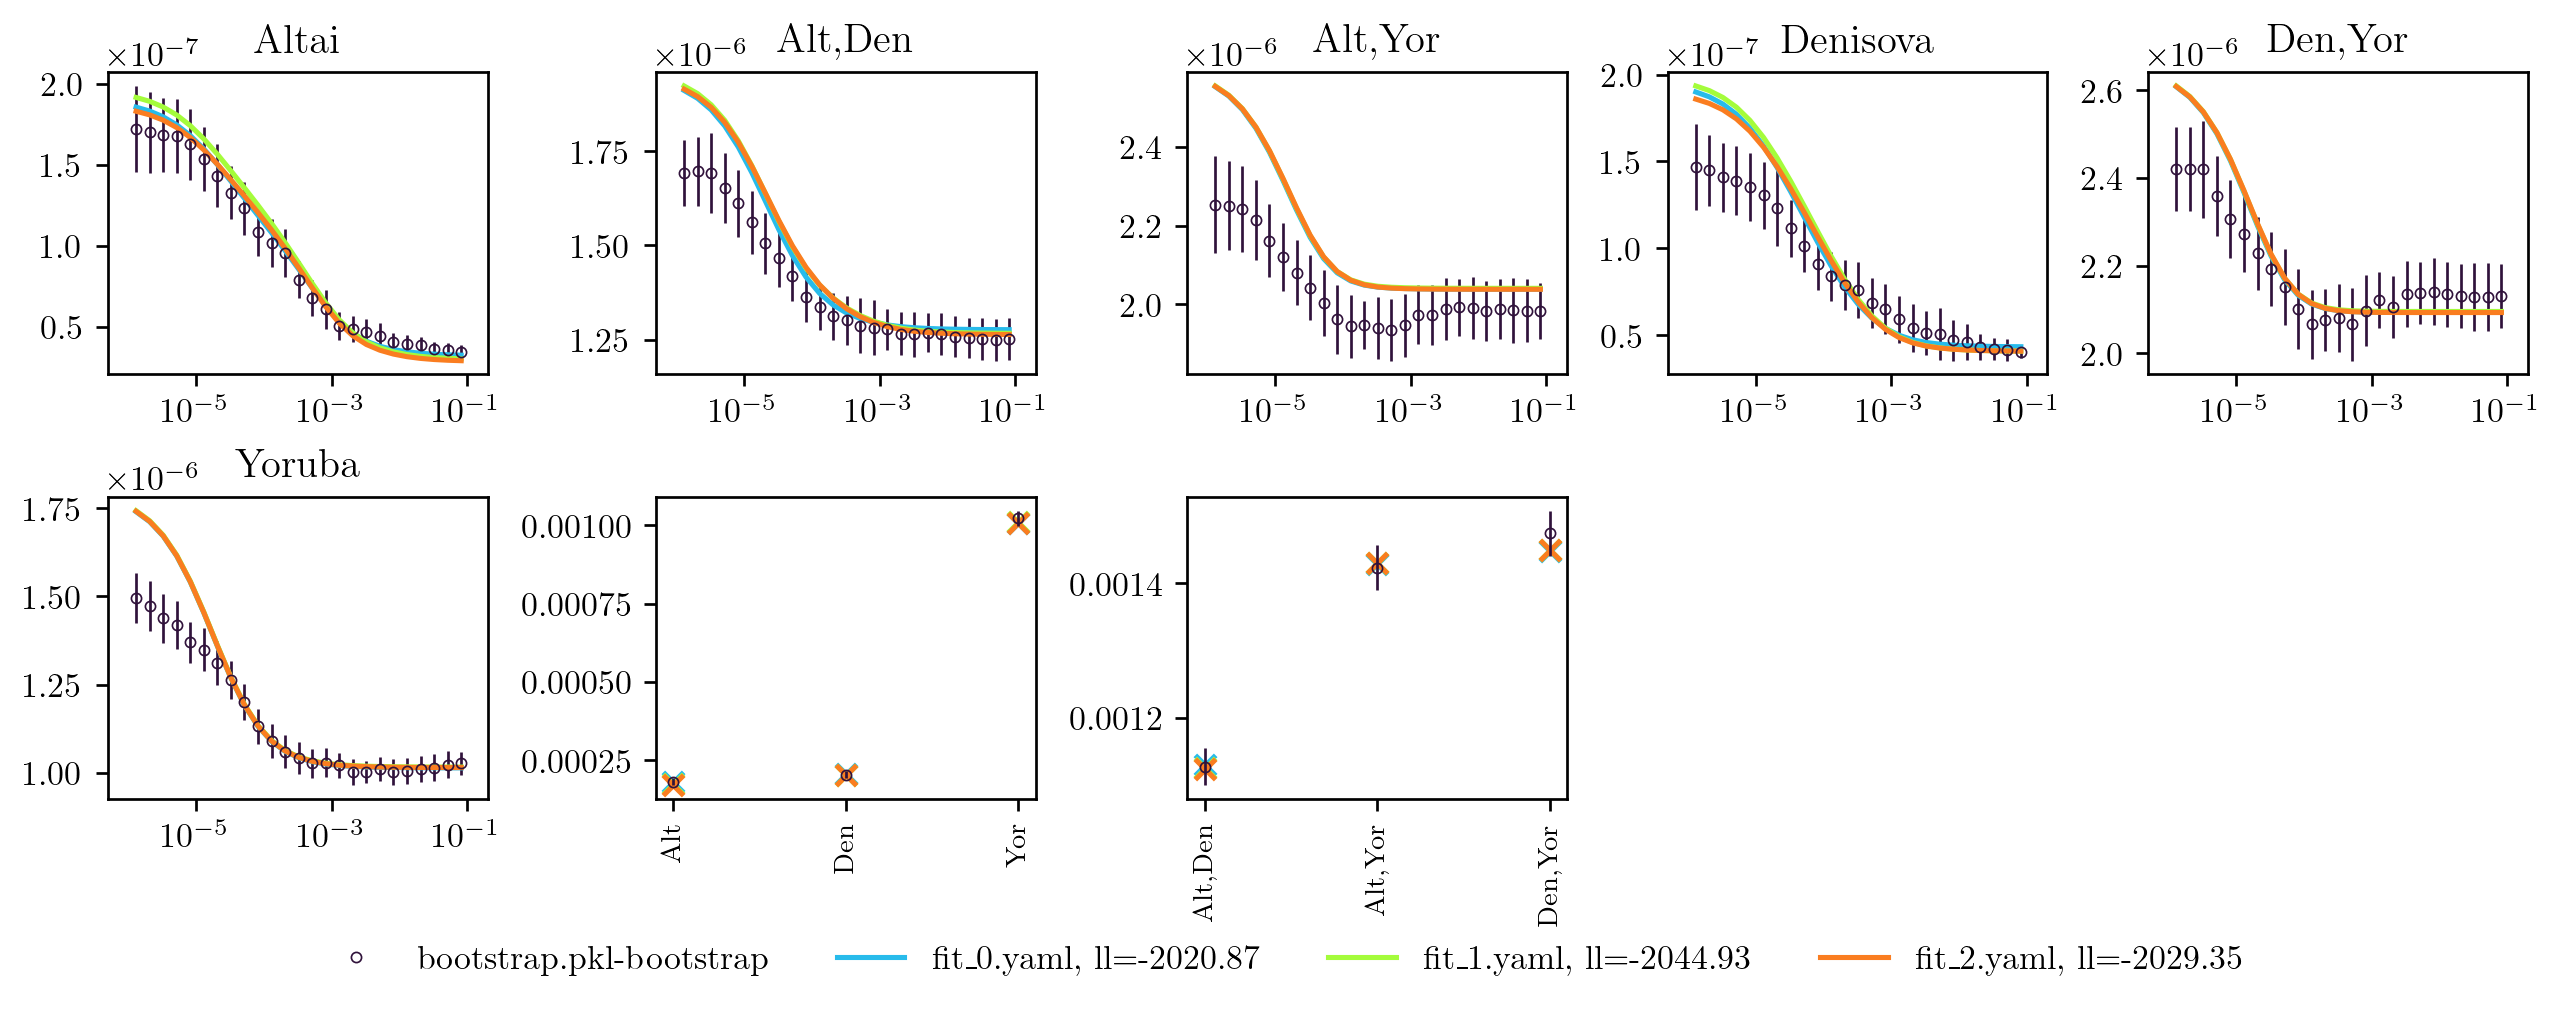 Altai
×10⁻⁷
2.0
1.5
1.0
0.5
10⁻⁵ 10⁻³ 10⁻¹
Alt,Den
×10⁻⁶
1.75
1.50
1.25
10⁻⁵ 10⁻³ 10⁻¹
Alt,Yor
×10⁻⁶
2.4
2.2
2.0
10⁻⁵ 10⁻³ 10⁻¹
Denisova
×10⁻⁷
2.0
1.5
1.0
0.5
10⁻⁵ 10⁻³ 10⁻¹
Den,Yor
×10⁻⁶
2.6
2.4
2.2
2.0
10⁻⁵ 10⁻³ 10⁻¹
Yoruba
×10⁻⁶
1.75
1.50
1.25
1.00
10⁻⁵ 10⁻³ 10⁻¹
0.00100
0.00075
0.00050
0.00025
Alt
Den
Yor
0.0014
0.0012
Alt,Den
Alt,Yor
Den,Yor
bootstrap.pkl-bootstrap fit_0.yaml, ll=-2020.87 fit_1.yaml, ll=-2044.93 fit_2.yaml, ll=-2029.35